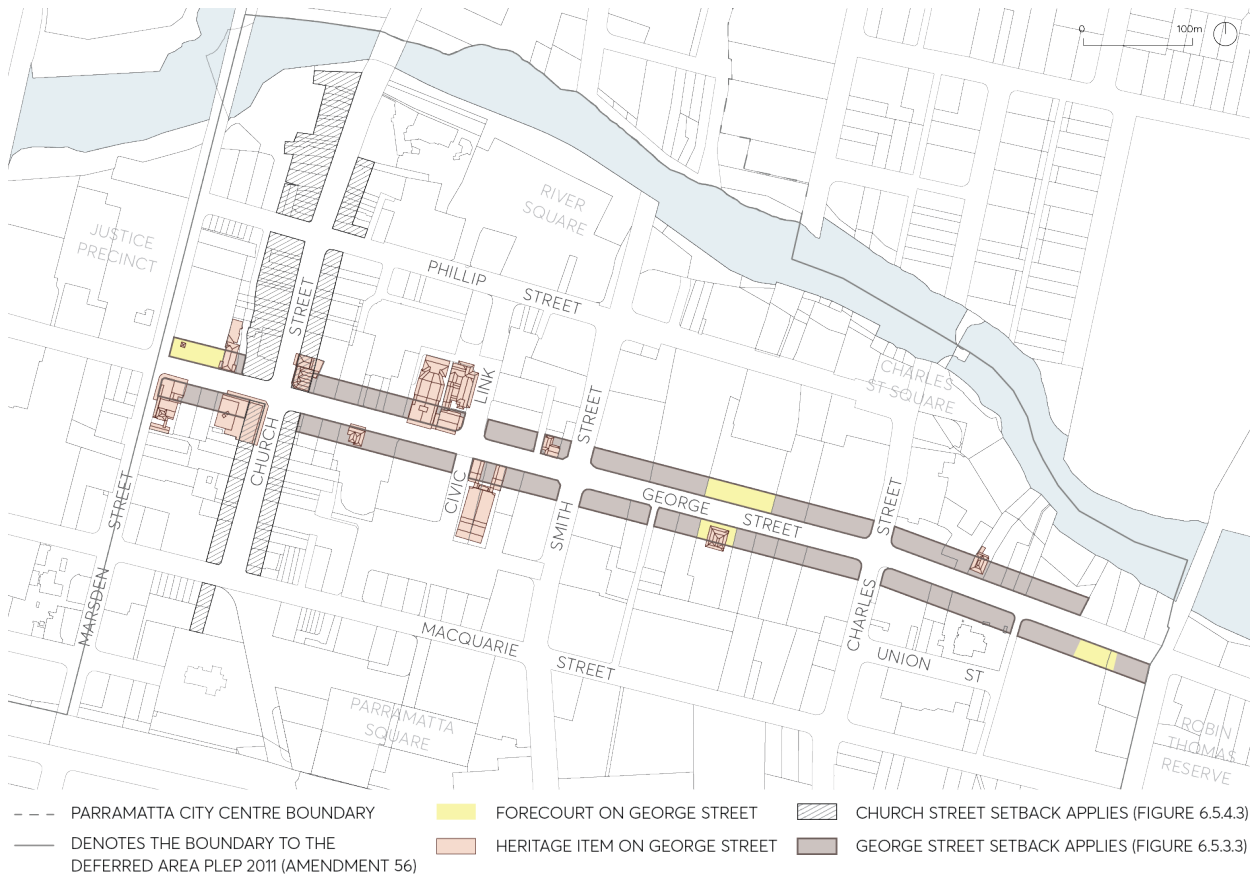 0 100m
RIVER
SQUARE
JUSTICE
PRECINCT
PHILLIP STREET
STREET
CHURCH
LINK
CIVIC
STREET
SMITH
CHARLES
ST SQUARE
GEORGE STREET
STREET
CHARLES
STREET
MARSDEN
MACQUARIE STREET
UNION ST
PARRAMATTA
SQUARE
ROBIN
THOMAS
RESERVE
PARRAMATTA CITY CENTRE BOUNDARY
DENOTES THE BOUNDARY TO THE
DEFERRED AREA PLEP 2011 (AMENDMENT 56)
FORECOURT ON GEORGE STREET
HERITAGE ITEM ON GEORGE STREET
CHURCH STREET SETBACK APPLIES (FIGURE 6.5.4.3)
GEORGE STREET SETBACK APPLIES (FIGURE 6.5.3.3)